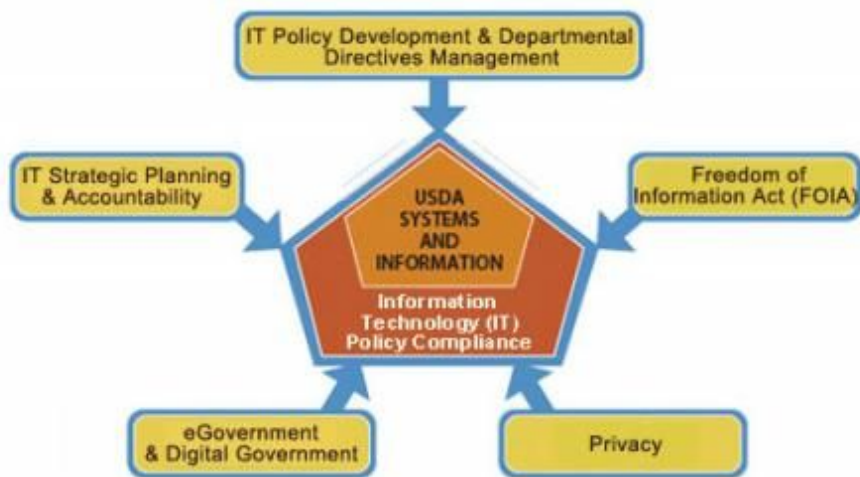 IT Policy Development & Departmental
Directives Management
IT Strategic Planning
& Accountability
Freedom of
Information Act (FOIA)
USDA
SYSTEMS
AND
INFORMATION
Information
Technology (IT)
Policy Compliance
eGovernment
& Digital Government
Privacy